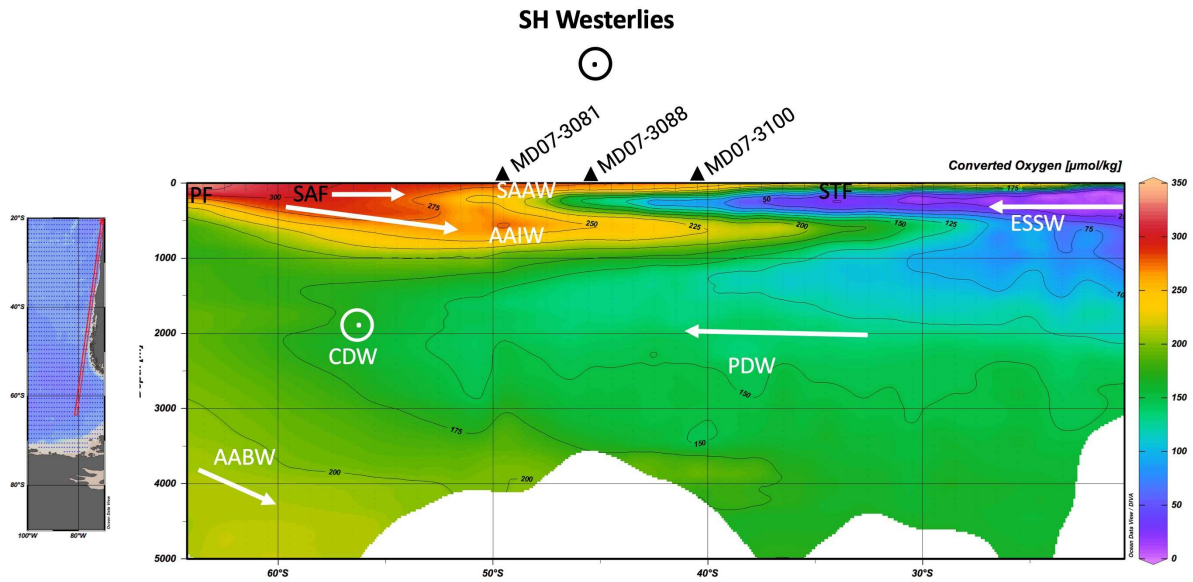 SH Westerlies
MD07-3081
MD07-3088
MD07-3100
Converted Oxygen [µmol/kg]
PF
SAF
SAAW
STF
ESSW
AAIW
CDW
PDW
AABW
300
275
250
225
200
150
125
75
50
175
150
150
175
200
200
0
1000
2000
3000
4000
5000
60°S
50°S
40°S
30°S
350
300
250
200
150
100
50
0
Ocean Data View / DIVA
20°S
40°S
60°S
80°S
100°W
80°W
Ocean Data View